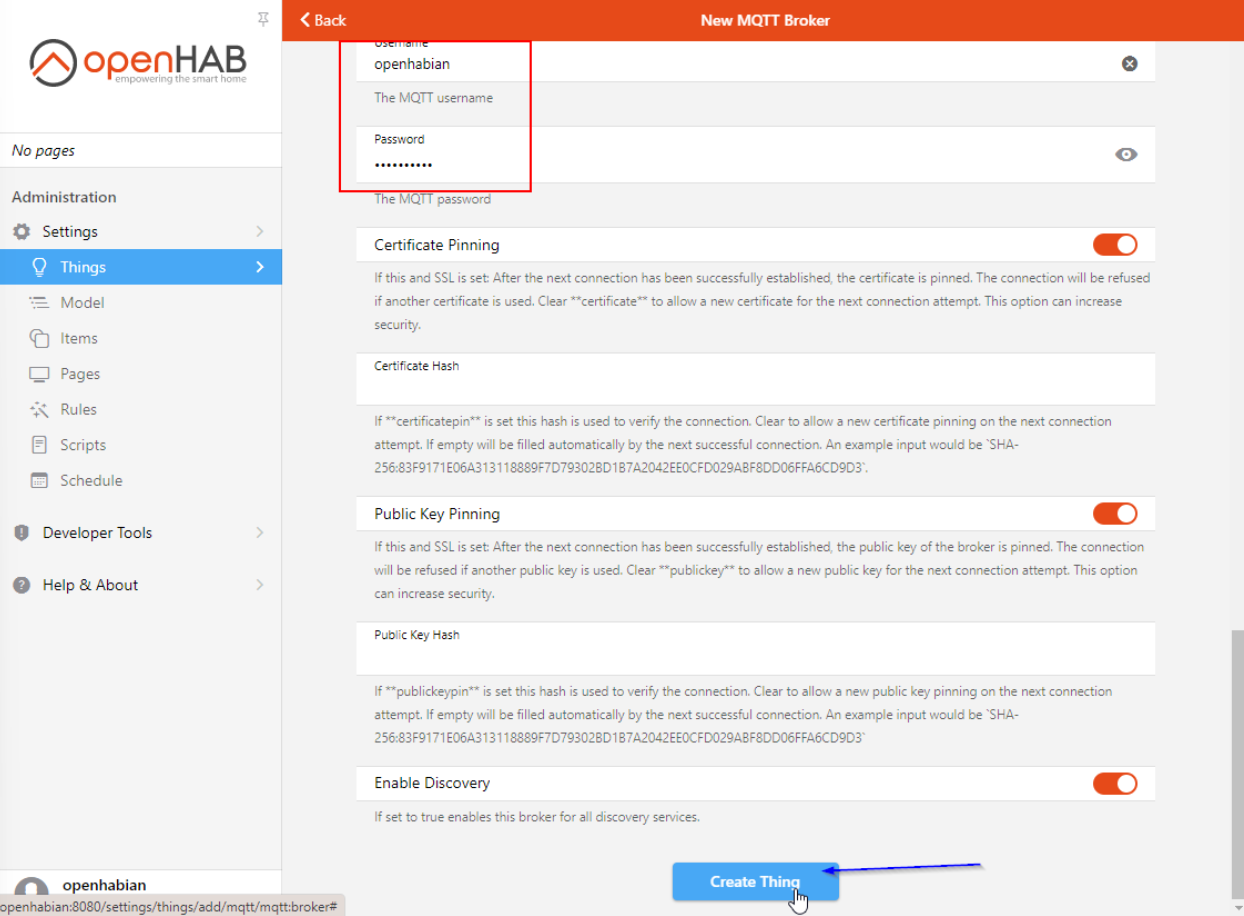 Back
New MQTT Broker
openHAB
empowering the smart home
No pages
Administration
Settings
Things
Model
Items
Pages
Rules
Scripts
Schedule
Developer Tools
Help & About
openhabian
openhabian:8080/settings/things/add/mqtt/mqtt:broker#
Username
openhabian
The MQTT username
Password
••••••••••
The MQTT password
Certificate Pinning
If this and SSL is set: After the next connection has been successfully established, the certificate is pinned. The connection will be refused
if another certificate is used. Clear **certificate** to allow a new certificate for the next connection attempt. This option can increase
security.
Certificate Hash
If **certificatepin** is set this hash is used to verify the connection. Clear to allow a new certificate pinning on the next connection
attempt. If empty will be filled automatically by the next successful connection. An example input would be `SHA-
256:83F9171E06A313118889F7D79302BD1B7A2042EE0CFD029ABF8DD06FFA6CD9D3`.
Public Key Pinning
If this and SSL is set: After the next connection has been successfully established, the public key of the broker is pinned. The connection
will be refused if another public key is used. Clear **publickey** to allow a new public key for the next connection attempt. This option
can increase security.
Public Key Hash
If **publickeypin** is set this hash is used to verify the connection. Clear to allow a new public key pinning on the next connection
attempt. If empty will be filled automatically by the next successful connection. An example input would be `SHA-
256:83F9171E06A313118889F7D79302BD1B7A2042EE0CFD029ABF8DD06FFA6CD9D3`
Enable Discovery
If set to true enables this broker for all discovery services.
Create Thing